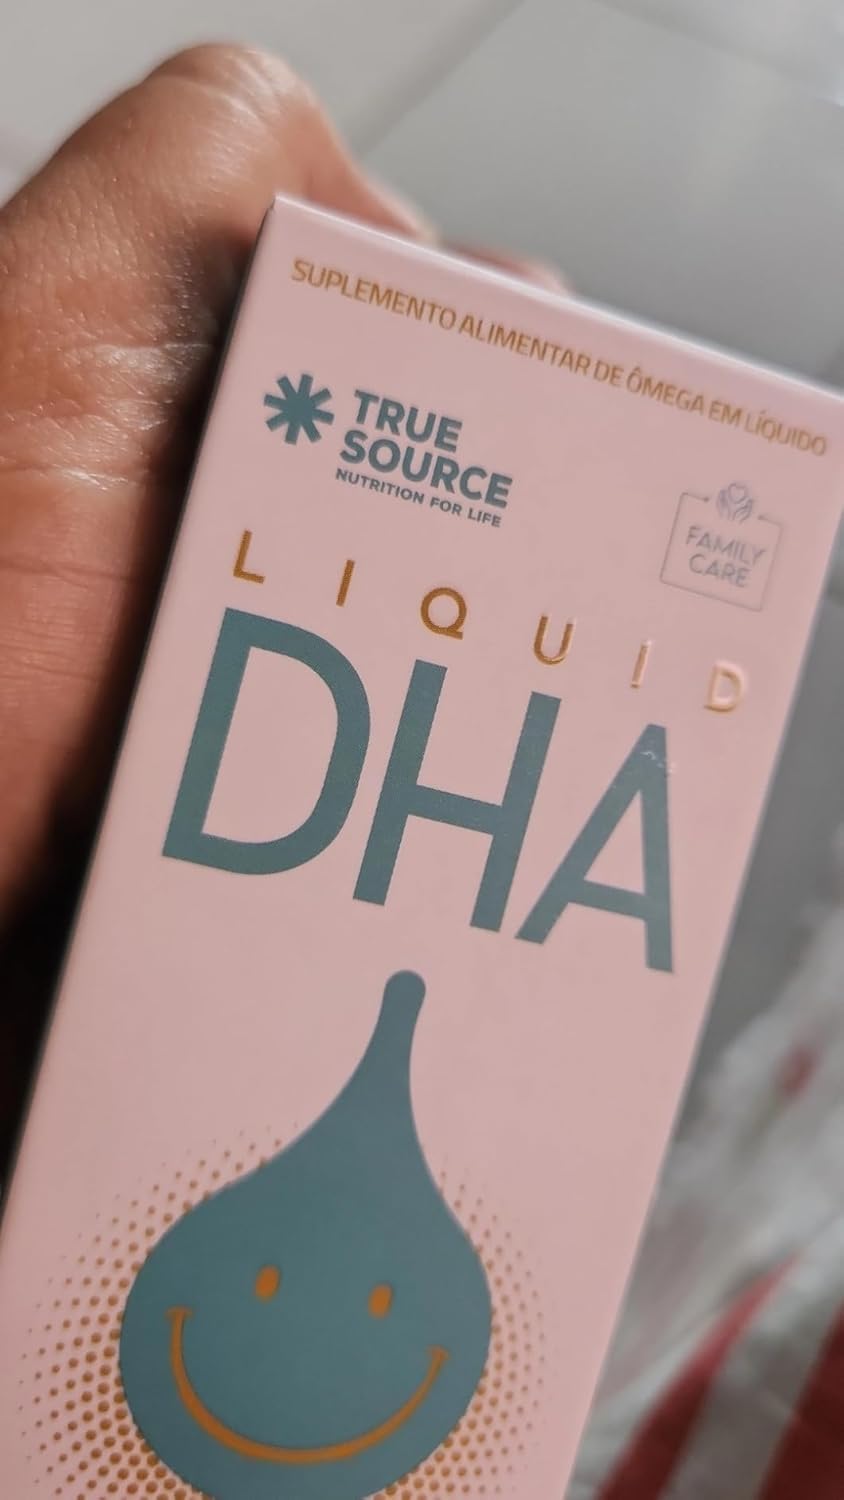 SUPLEMENTO ALIMENTAR DE ÔMEGA EM LÍQUIDO
TRUE
SOURCE
NUTRITION FOR LIFE
FAMILY
CARE
LIQUID
DHA